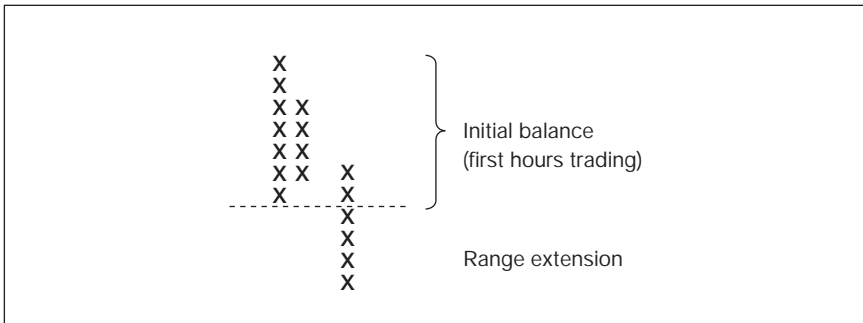 X
X
X X
X X Initial balance
X X (first hours trading)
X X X
X X
X
X
X Range extension
X